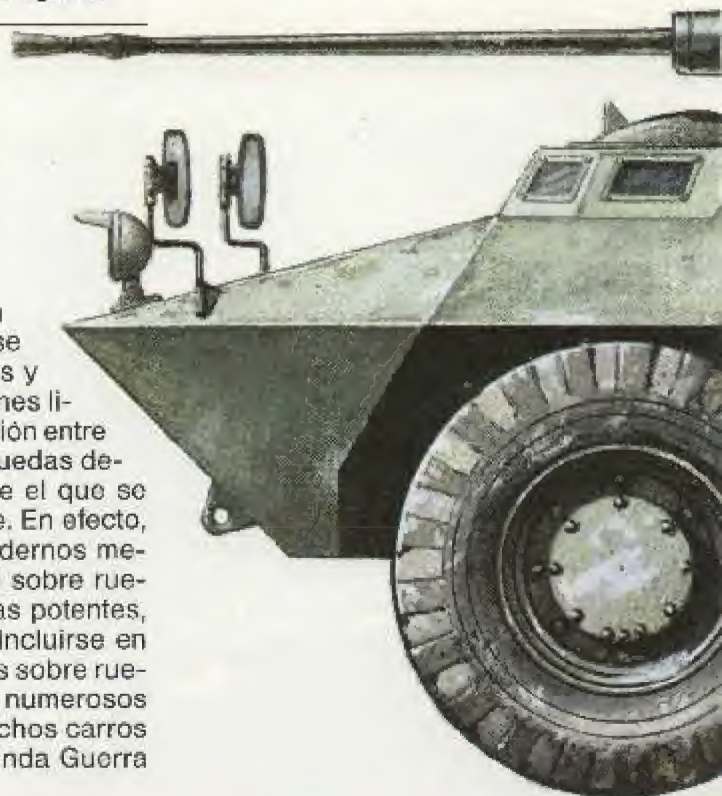 se
s y
nes li-
ión entre
uedas de-
e el que se
e. En efecto,
dernos me-
sobre rue-
as potentes,
incluirse en
s sobre rue-
numerosos
chos carros
nda Guerra